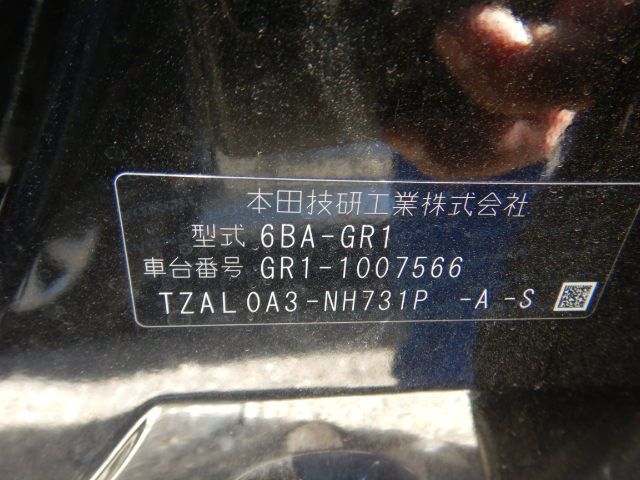 本田技研工業株式会社
型式 6BA-GR1
車台番号 GR1-1007566
TZAL0A3-NH731P -A-S